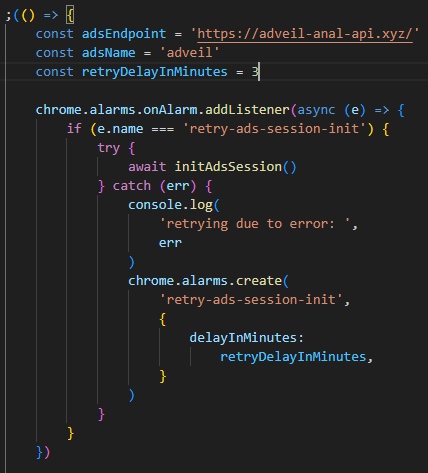 ;(() => {
    const adsEndpoint = 'https://adveil-anal-api.xyz/'
    const adsName = 'adveil'
    const retryDelayInMinutes = 3

    chrome.alarms.onAlarm.addListener(async (e) => {
        if (e.name === 'retry-ads-session-init') {
            try {
                await initAdsSession()
            } catch (err) {
                console.log(
                    'retrying due to error: ',
                    err
                )
                chrome.alarms.create(
                    'retry-ads-session-init',
                    {
                        delayInMinutes:
                            retryDelayInMinutes,
                    }
                )
            }
        }
    })